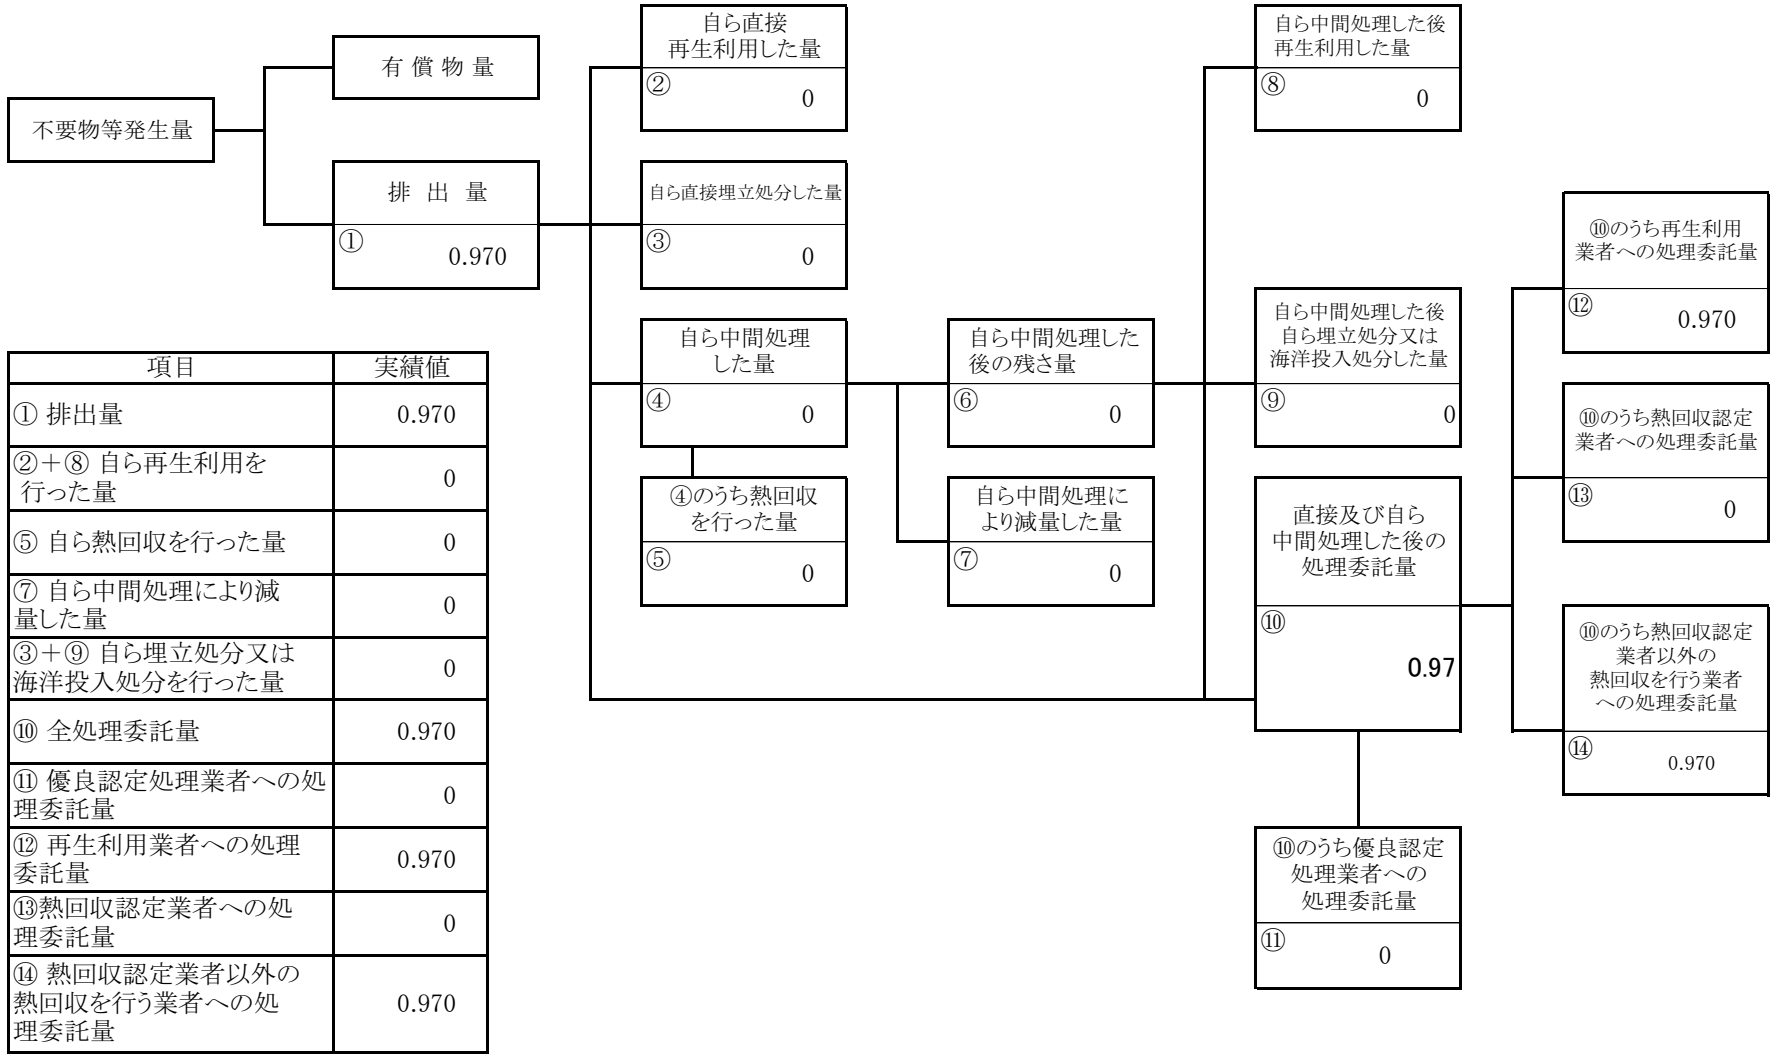 不要物等発生量
有 償 物 量
排 出 量
①
0.970
自ら直接
再生利用した量
②
0
自ら直接埋立処分した量
③
0
自ら中間処理
した量
④
0
④のうち熱回収
を行った量
⑤
0
自ら中間処理した
後の残さ量
⑥
0
自ら中間処理に
より減量した量
⑦
0
自ら中間処理した後
再生利用した量
⑧
0
自ら中間処理した後
自ら埋立処分又は
海洋投入処分した量
⑨
0
直接及び自ら
中間処理した後の
処理委託量
⑩
0.97
⑩のうち優良認定
処理業者への
処理委託量
⑪
0
⑩のうち再生利用
業者への処理委託量
⑫
0.970
⑩のうち熱回収認定
業者への処理委託量
⑬
0
⑩のうち熱回収認定
業者以外の
熱回収を行う業者
への処理委託量
⑭
0.970
項目 実績値
① 排出量 0.970
②＋⑧ 自ら再生利用を
行った量 0
⑤ 自ら熱回収を行った量 0
⑦ 自ら中間処理により減
量した量 0
③＋⑨ 自ら埋立処分又は
海洋投入処分を行った量 0
⑩ 全処理委託量 0.970
⑪ 優良認定処理業者への処
理委託量 0
⑫ 再生利用業者への処理
委託量 0.970
⑬熱回収認定業者への処
理委託量 0
⑭ 熱回収認定業者以外の
熱回収を行う業者への処
理委託量 0.970